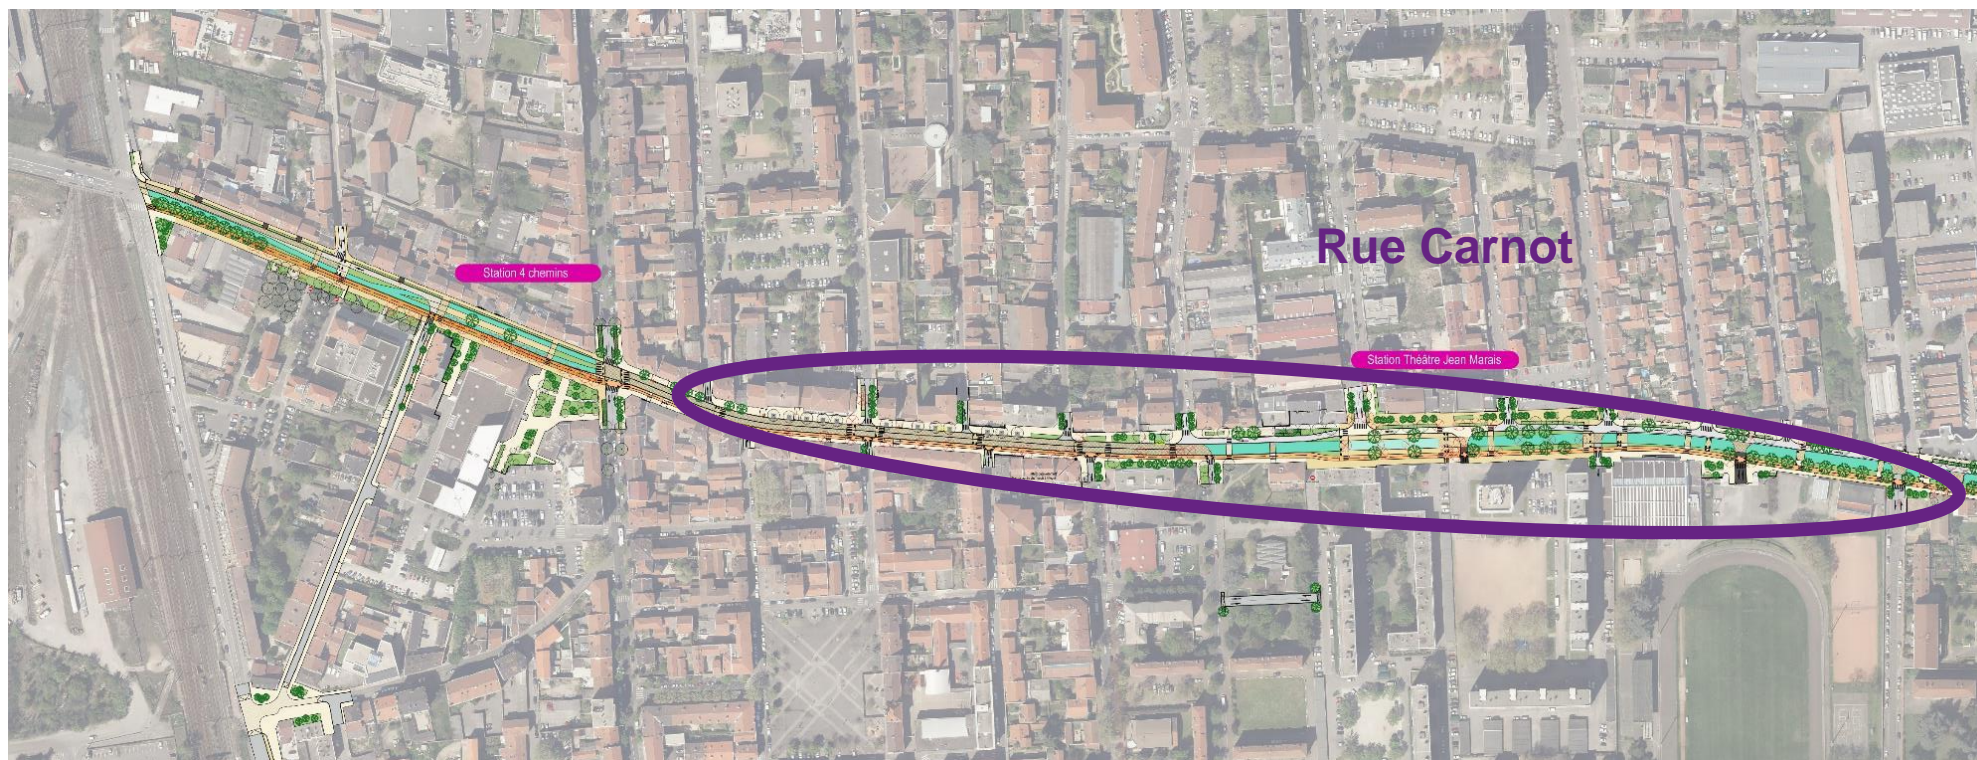 Rue Carnot
Station 4 chemins
Station Théâtre Jean Marais